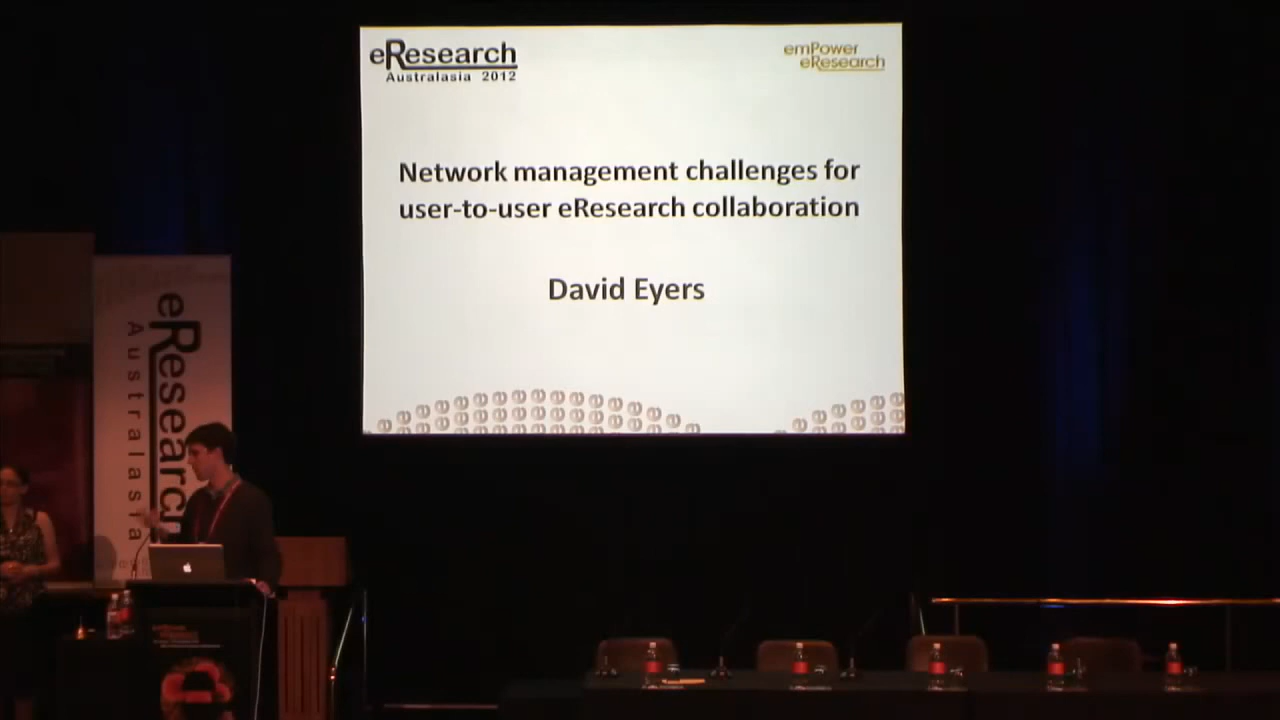 eResearch
Australasia 2012
emPower
eResearch
Network management challenges for
user-to-user eResearch collaboration
David Eyers
eResearch
Australasia